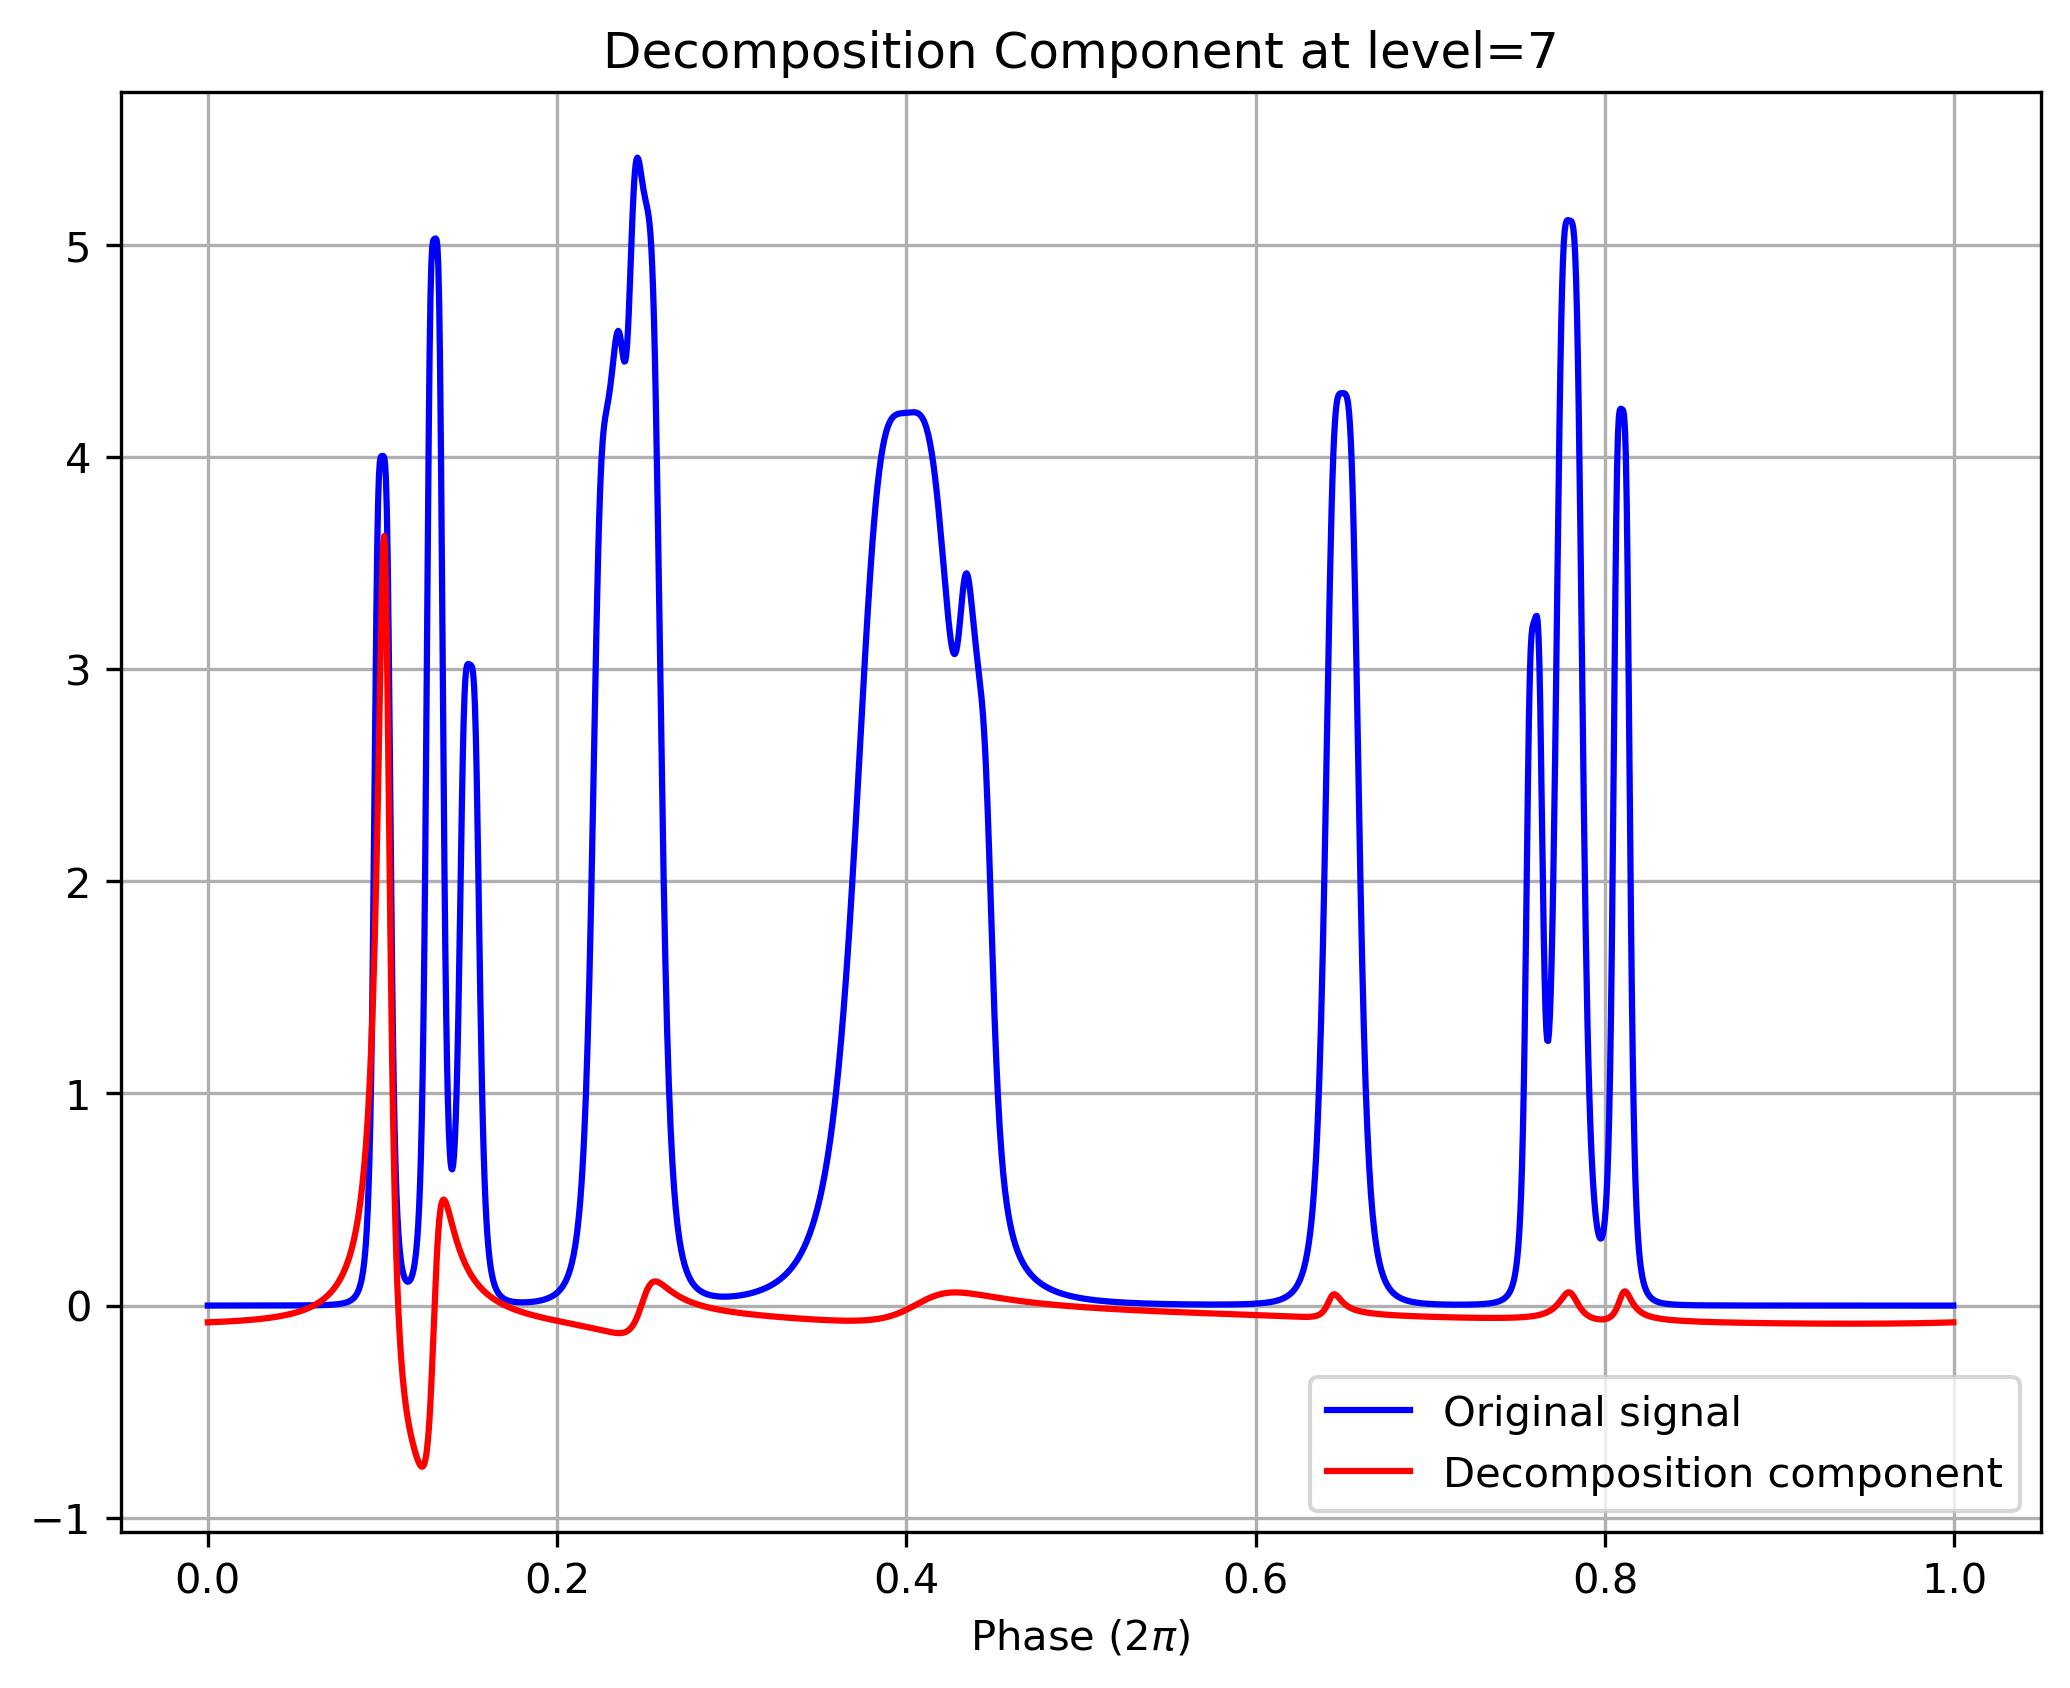 Decomposition Component at level=7
5
4
3
2
1
0
−1
0.0 0.2 0.4 0.6 0.8 1.0
Phase (2π)
Original signal
Decomposition component